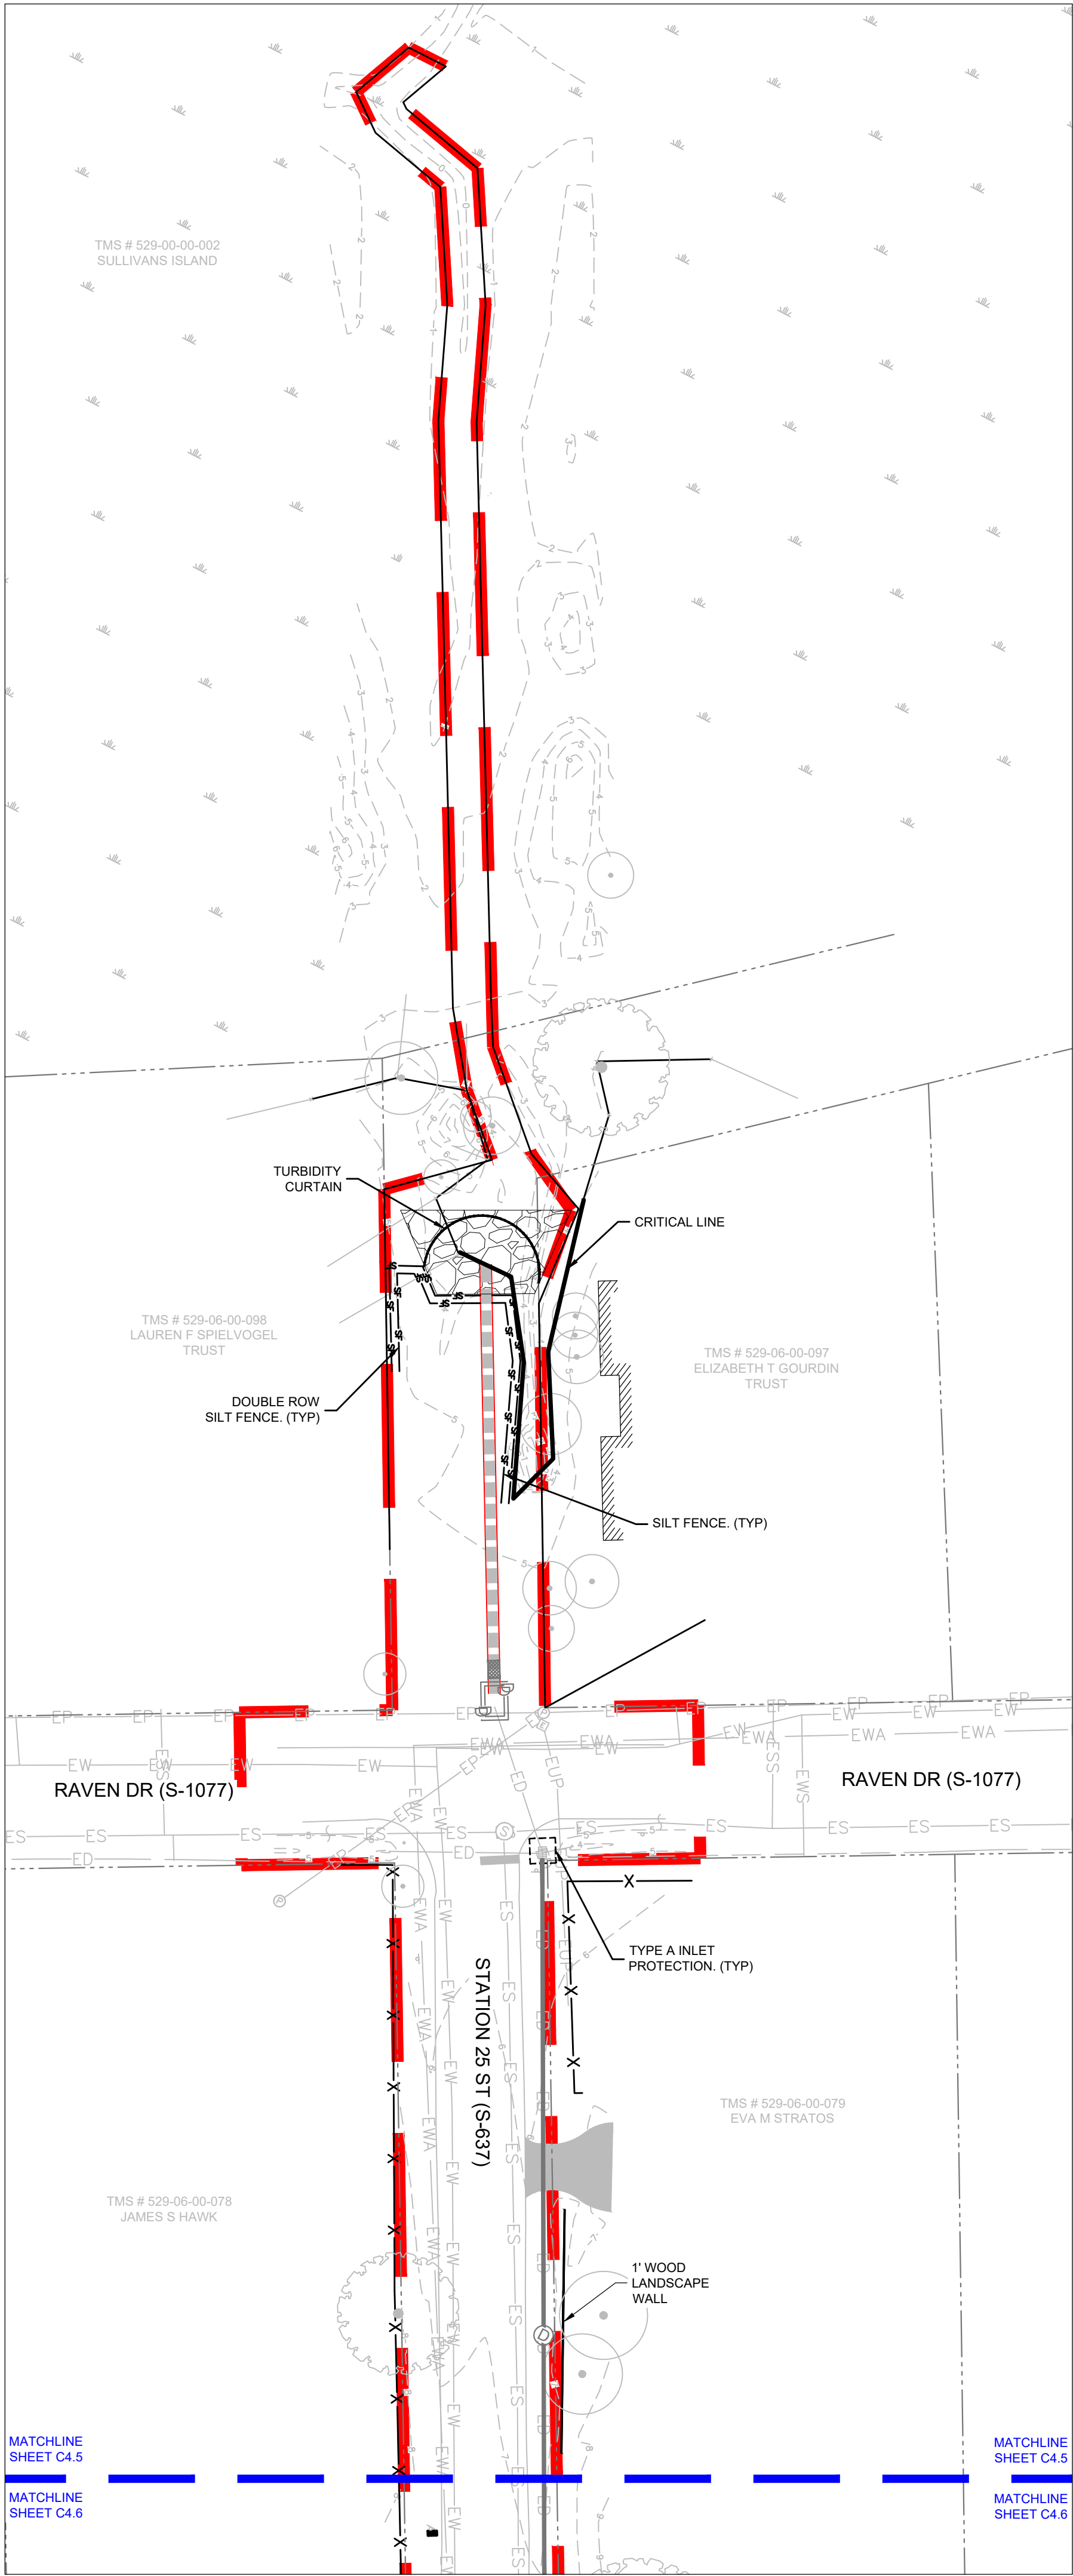 TMS # 529-00-00-002
SULLIVANS ISLAND
TURBIDITY
CURTAIN
CRITICAL LINE
TMS # 529-06-00-098
LAUREN F SPIELVOGEL
TRUST
TMS # 529-06-00-097
ELIZABETH T GOURDIN
TRUST
DOUBLE ROW
SILT FENCE. (TYP)
SILT FENCE. (TYP)
RAVEN DR (S-1077)
RAVEN DR (S-1077)
TYPE A INLET
PROTECTION. (TYP)
STATION 25 ST (S-637)
TMS # 529-06-00-079
EVA M STRATOS
TMS # 529-06-00-078
JAMES S HAWK
1' WOOD
LANDSCAPE
WALL
MATCHLINE
SHEET C4.5
MATCHLINE
SHEET C4.5
MATCHLINE
SHEET C4.6
MATCHLINE
SHEET C4.6